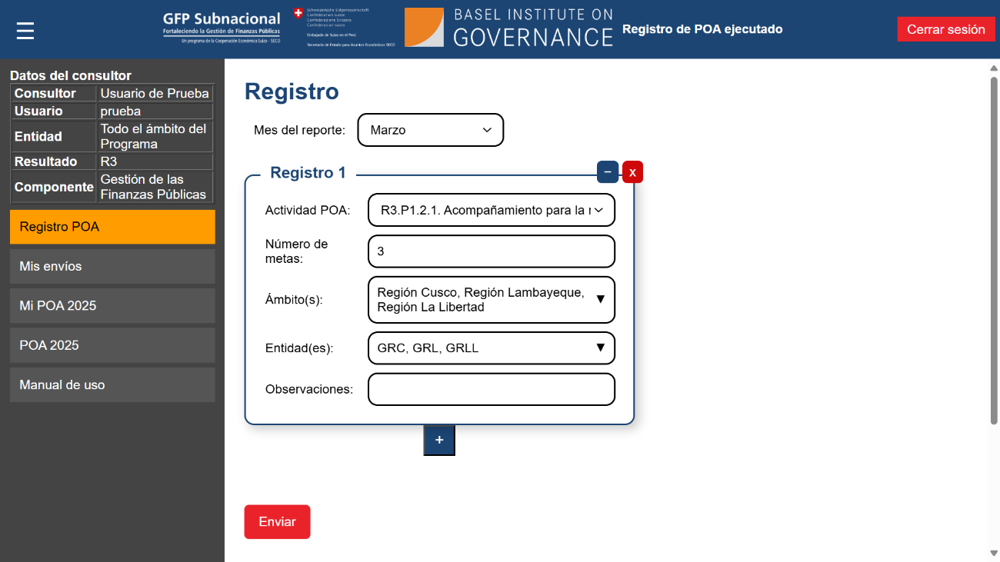 GFP Subnacional
Fortaleciendo la Gestión de Finanzas Públicas
Un programa de la Cooperación Económica Suiza - SECO
Schweizerische Eidgenossenschaft
Confédération suisse
Confederazione Svizzera
Confederaziun svizra
Embajada de Suiza en el Perú
Secretaría de Estado para Asuntos Económicos SECO
BASEL INSTITUTE ON
GOVERNANCE
Registro de POA ejecutado
Cerrar sesión
Datos del consultor
Consultor Usuario de Prueba
Usuario prueba
Entidad Todo el ámbito del
Programa
Resultado R3
Componente Gestión de las
Finanzas Públicas
Registro POA
Mis envíos
Mi POA 2025
POA 2025
Manual de uso
Registro
Mes del reporte: Marzo
Registro 1
− x
Actividad POA: R3.P1.2.1. Acompañamiento para la
Número de
metas: 3
Ámbito(s): Región Cusco, Región Lambayeque,
Región La Libertad
Entidad(es): GRC, GRL, GRLL
Observaciones:
+
Enviar